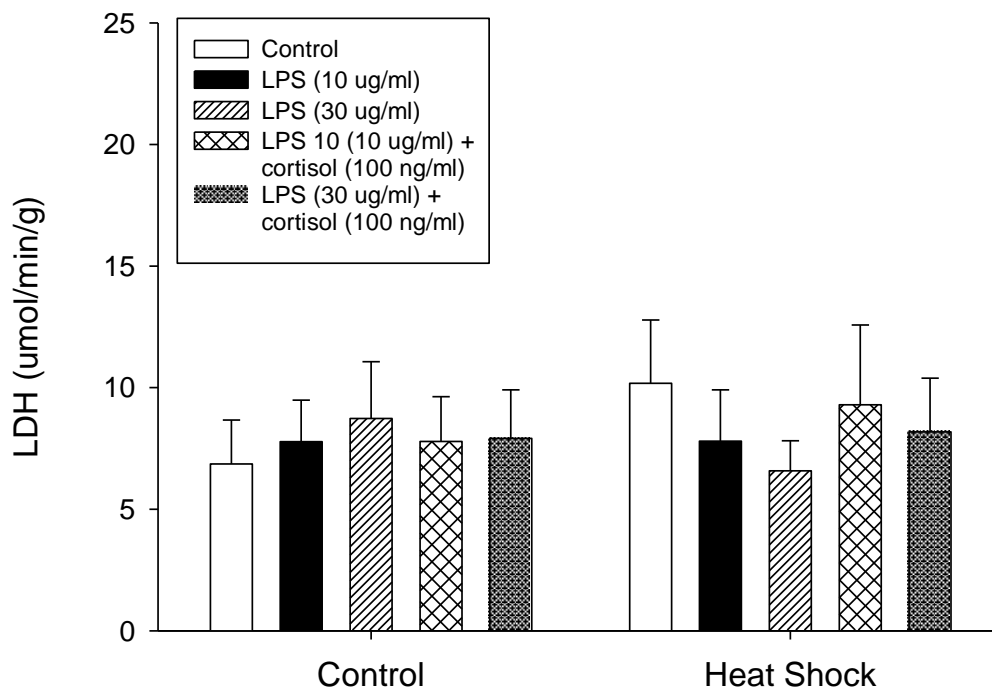 25
20
15
10
5
0
LDH (umol/min/g)
Control
LPS (10 ug/ml)
LPS (30 ug/ml)
LPS 10 (10 ug/ml) +
cortisol (100 ng/ml)
LPS (30 ug/ml) +
cortisol (100 ng/ml)
Control
Heat Shock